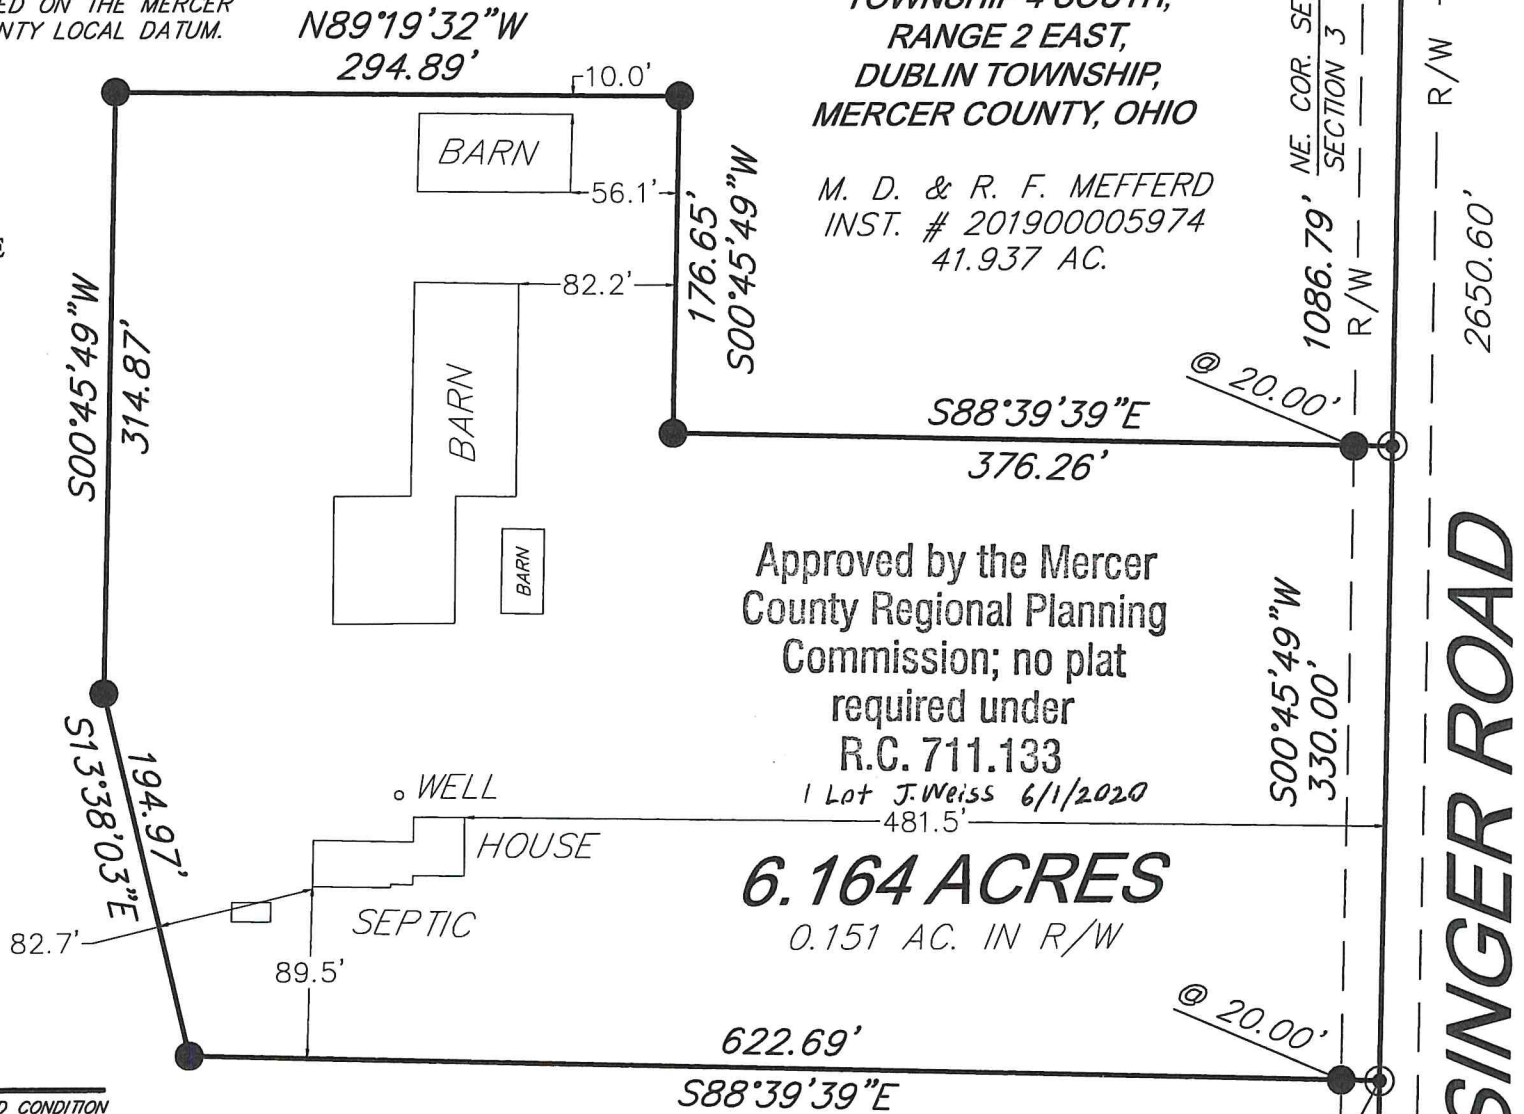 ED ON THE MERCER
NTY LOCAL DATUM.
N89°19'32"W
294.89'
10.0'
TOWNSHIP 4 SOUTH,
RANGE 2 EAST,
DUBLIN TOWNSHIP,
MERCER COUNTY, OHIO
M. D. & R. F. MEFFERD
INST. # 201900005974
41.937 AC.
NE. COR. SE
SECTION 3
1086.79'
R/W
R/W
2650.60'
BARN
56.1'
176.65'
S00°45'49"W
82.2'
BARN
BARN
S00°45'49"W
314.87'
@ 20.00'
S88°39'39"E
376.26'
Approved by the Mercer
County Regional Planning
Commission; no plat
required under
R.C. 711.133
1 Lot J. Weiss 6/1/2020
481.5'
S00°45'49"W
330.00'
SINGER ROAD
194.97'
S13°38'03"E
WELL
HOUSE
SEPTIC
6.164 ACRES
0.151 AC. IN R/W
82.7'
89.5'
@ 20.00'
622.69'
S88°39'39"E
D CONDITION